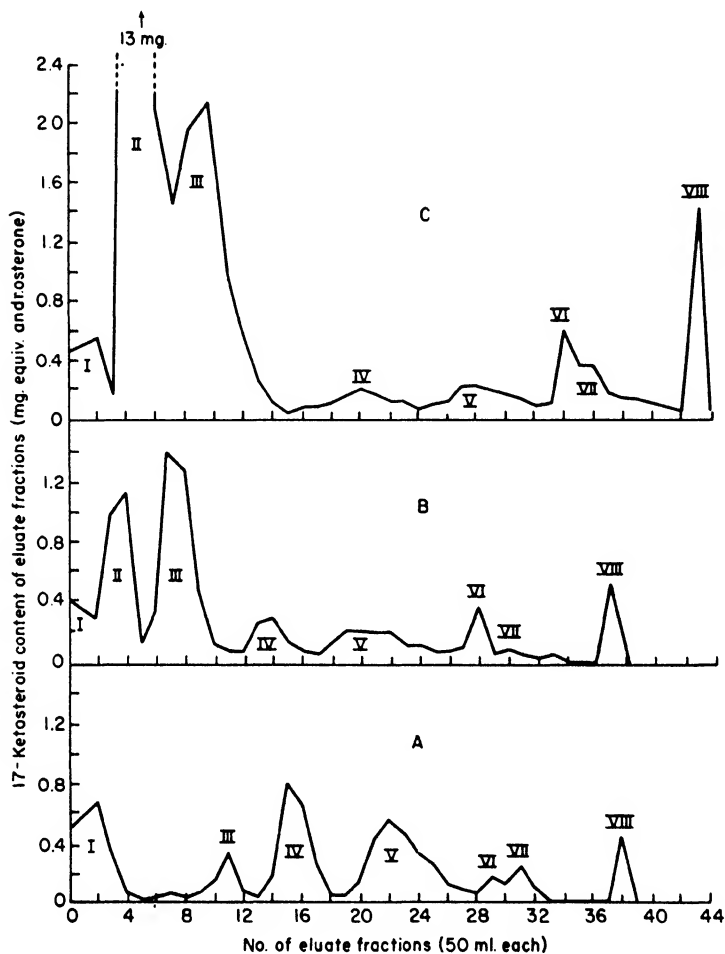 13 mg.
2.4
2.0
1.6
1.2
0.8
0.4
0
I
II
III
IV
V
VI
VII
VIII
C
1.2
0.8
0.4
0
I
II
III
IV
V
VI
VII
VIII
B
1.2
0.8
0.4
0
I
III
IV
V
VI
VII
VIII
A
0 4 8 12 16 20 24 28 32 36 40 44
No. of eluate fractions (50 ml. each)
17-Ketosteroid content of eluate fractions (mg. equiv. andr.osterone)